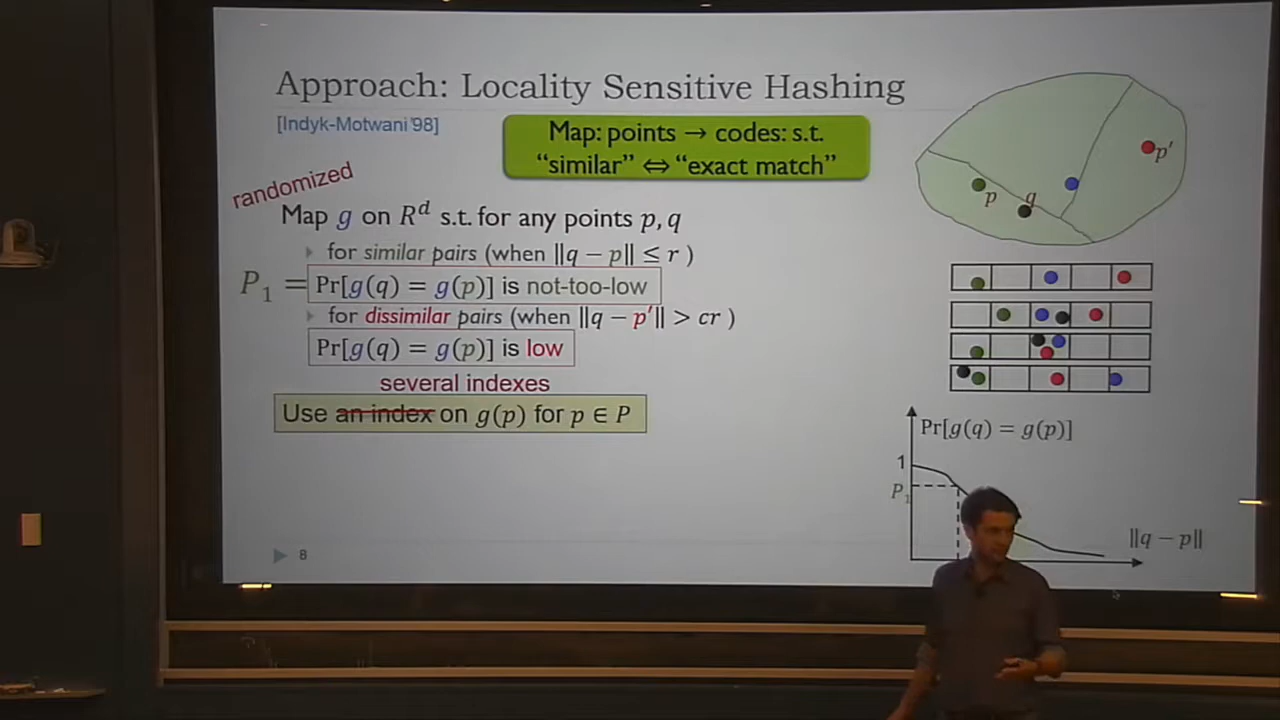 Approach: Locality Sensitive Hashing
[Indyk-Motwani'98]
Map: points → codes: s.t.
"similar" ⇔ "exact match"
randomized
Map g on R^d s.t. for any points p, q
for similar pairs (when ||q − p|| ≤ r )
P₁ = Pr[g(q) = g(p)] is not-too-low
for dissimilar pairs (when ||q − p′|| > cr )
Pr[g(q) = g(p)] is low
several indexes
Use an index on g(p) for p ∈ P
8
p
q
p′
Pr[g(q) = g(p)]
1
P₁
||q − p||